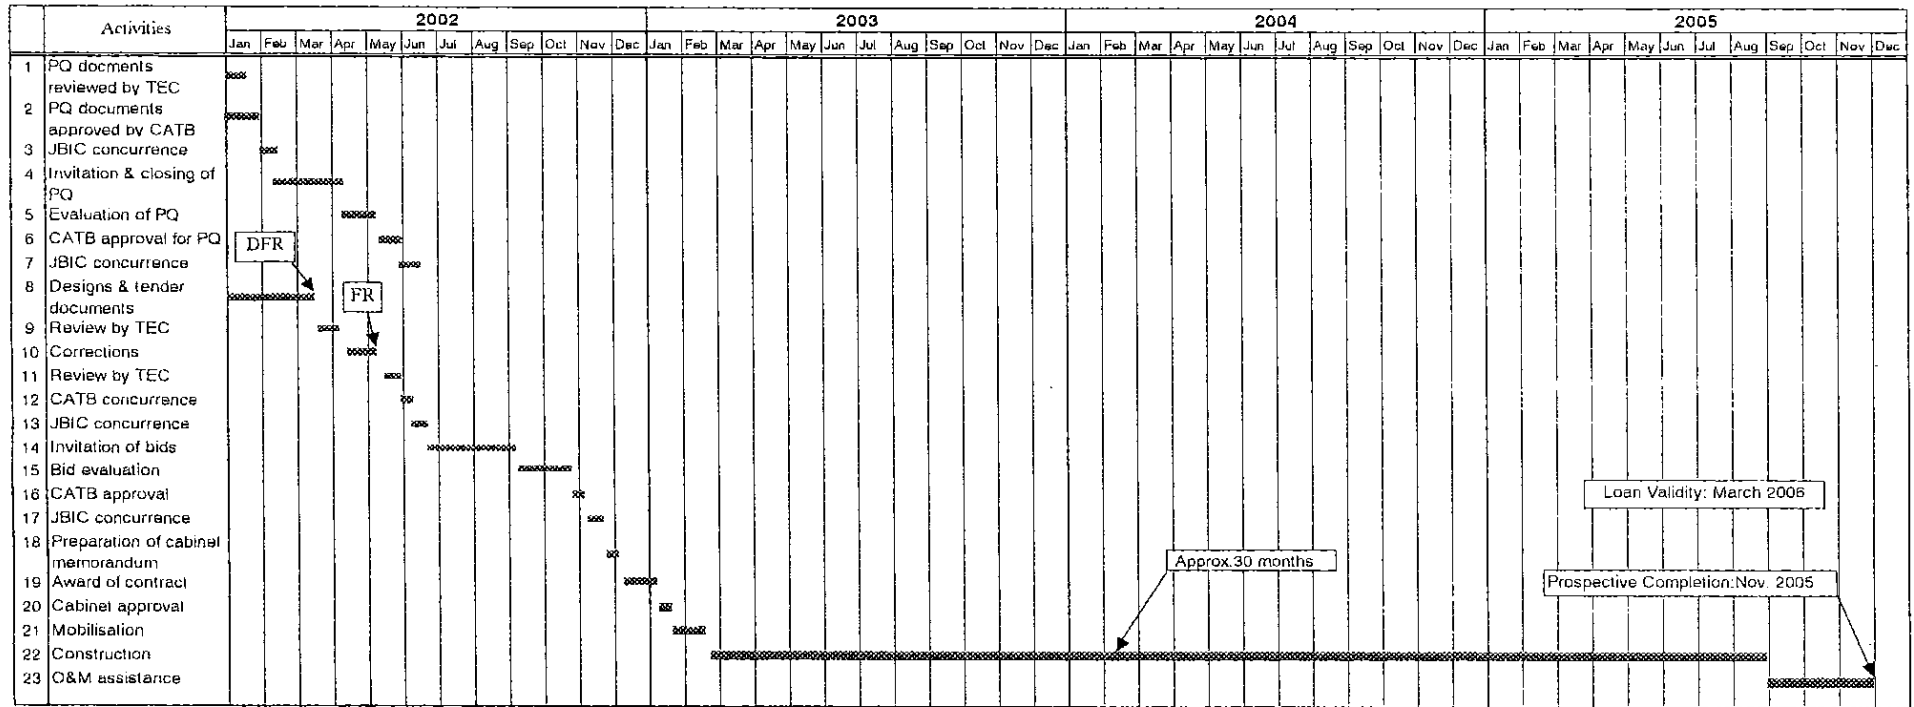 Activities
2002 2003 2004 2005
Jan Feb Mar Apr May Jun Jul Aug Sep Oct Nov Dec Jan Feb Mar Apr May Jun Jul Aug Sep Oct Nov Dec Jan Feb Mar Apr May Jun Jul Aug Sep Oct Nov Dec Jan Feb Mar Apr May Jun Jul Aug Sep Oct Nov Dec
1 PQ docments
reviewed by TEC
2 PQ documents
approved by CATB
3 JBIC concurrence
4 Invitation & closing of
PQ
5 Evaluation of PQ
6 CATB approval for PQ
DFR
7 JBIC concurrence
8 Designs & tender
documents
FR
9 Review by TEC
10 Corrections
11 Review by TEC
12 CATB concurrence
13 JBIC concurrence
14 Invitation of bids
15 Bid evaluation
16 CATB approval
Loan Validity: March 2006
17 JBIC concurrence
18 Preparation of cabinet
memorandum
Approx.30 months
19 Award of contract
Prospective Completion:Nov. 2005
20 Cabinet approval
21 Mobilisation
22 Construction
23 O&M assistance